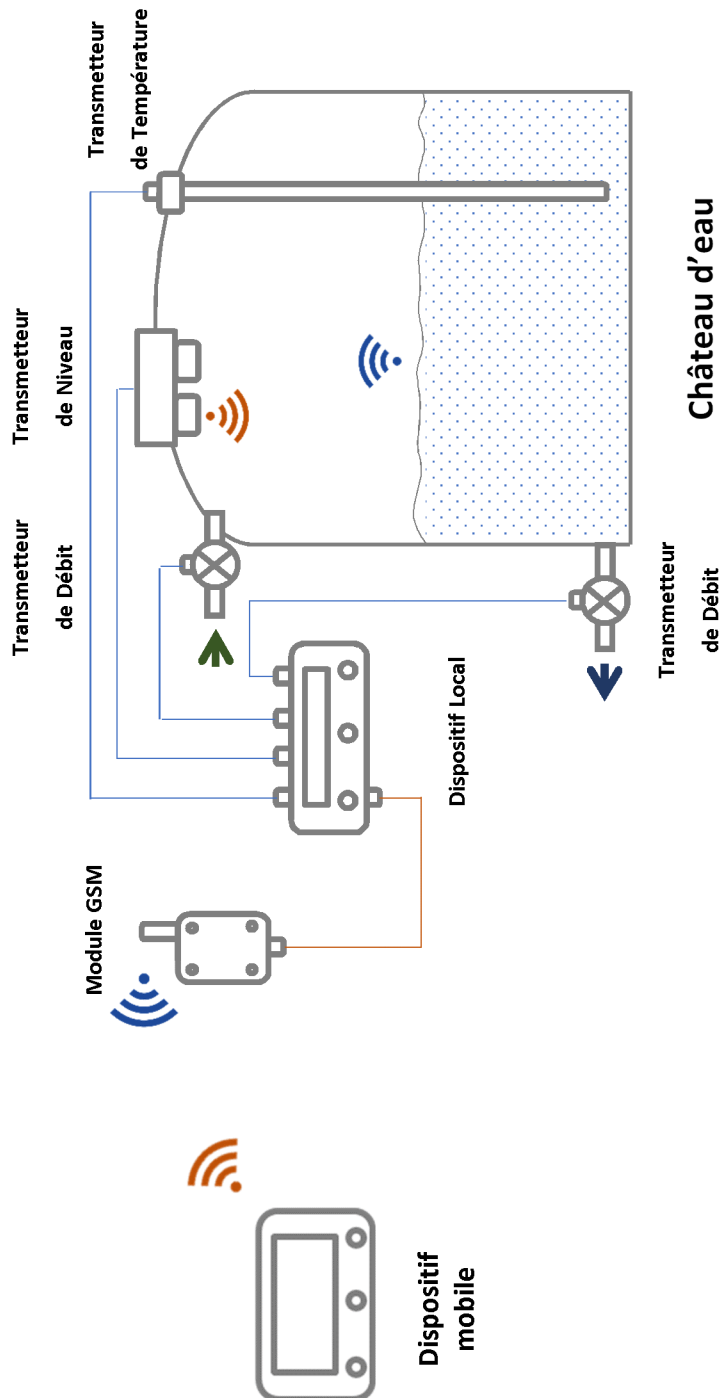 Transmetteur
de Débit
Transmetteur
de Niveau
Transmetteur
de Température
Module GSM
Dispositif Local
Dispositif
mobile
Transmetteur
de Débit
Château d’eau